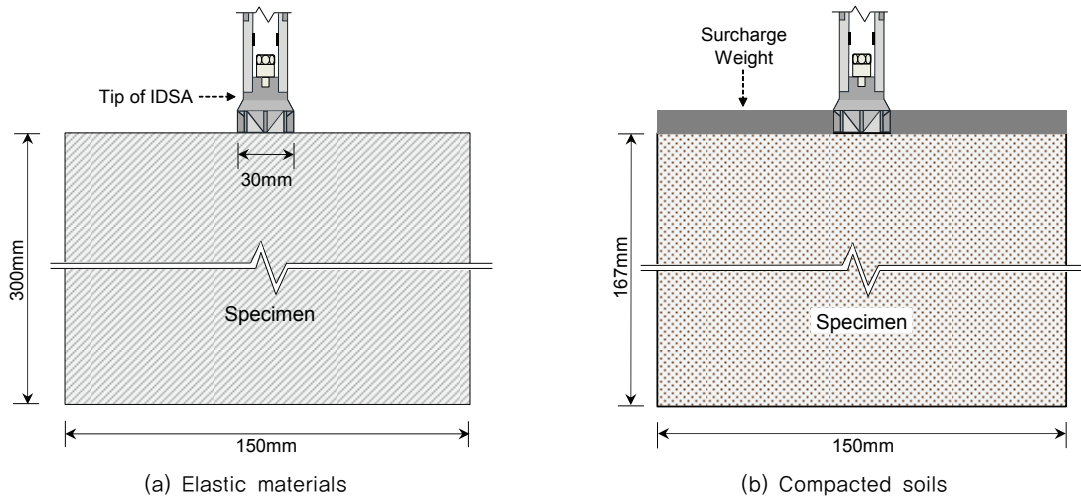 Tip of IDSA
30mm
300mm
Specimen
150mm
(a) Elastic materials
Surcharge
Weight
167mm
Specimen
150mm
(b) Compacted soils